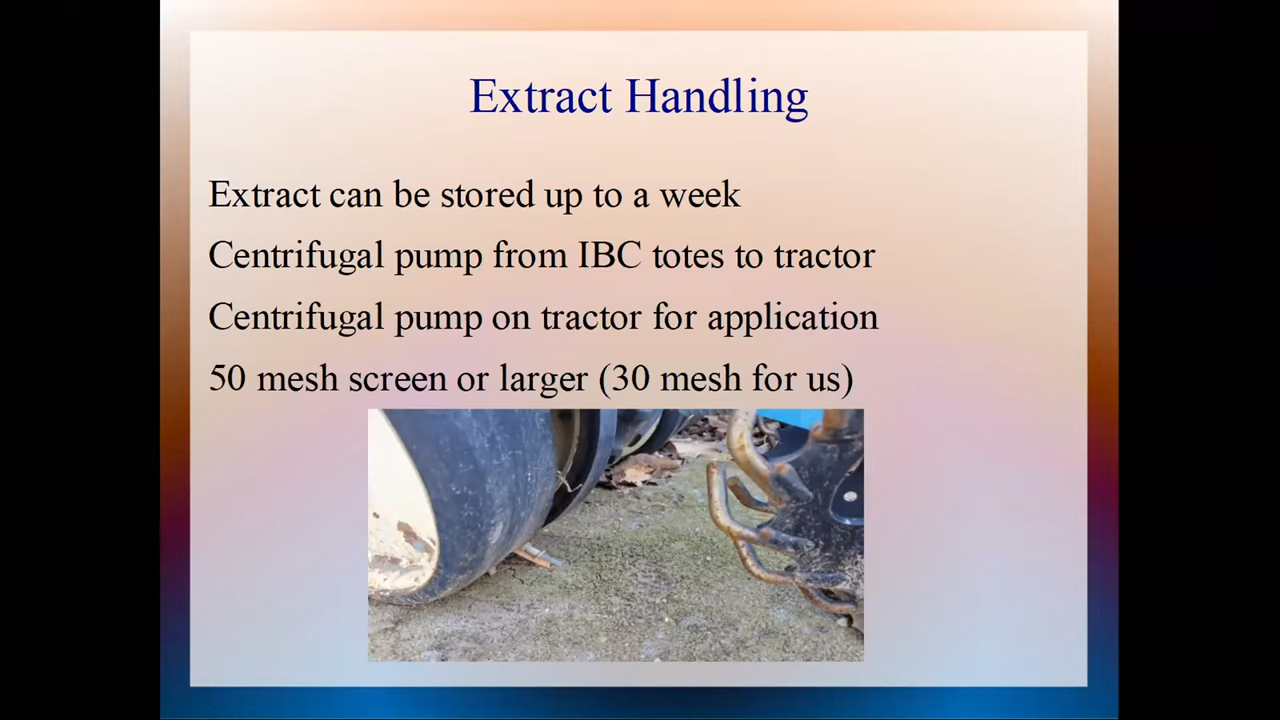 Extract Handling
Extract can be stored up to a week
Centrifugal pump from IBC totes to tractor
Centrifugal pump on tractor for application
50 mesh screen or larger (30 mesh for us)